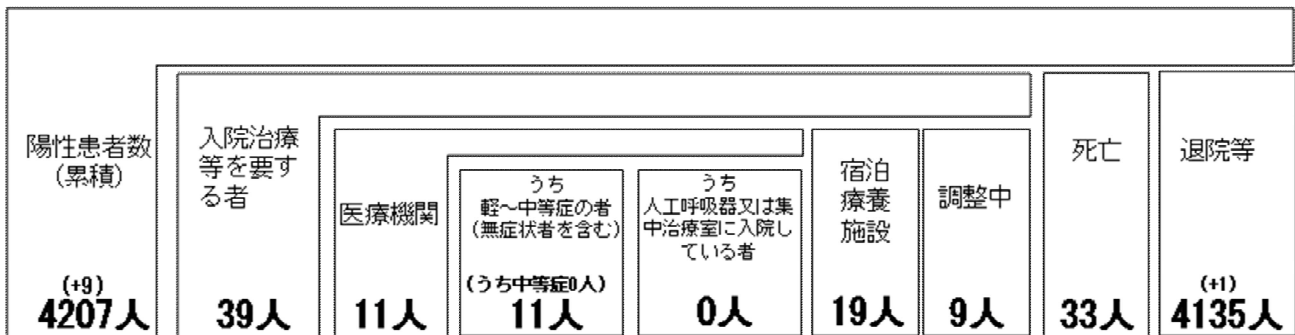 陽性患者数
(累積)
(+9)
4207人
入院治療
等を要す
る者
39人
医療機関
11人
うち
軽～中等症の者
(無症状者を含む)
(うち中等症0人)
11人
うち
人工呼吸器又は集
中治療室に入院し
ている者
0人
宿泊
療養
施設
19人
調整中
9人
死亡
33人
退院等
(+1)
4135人